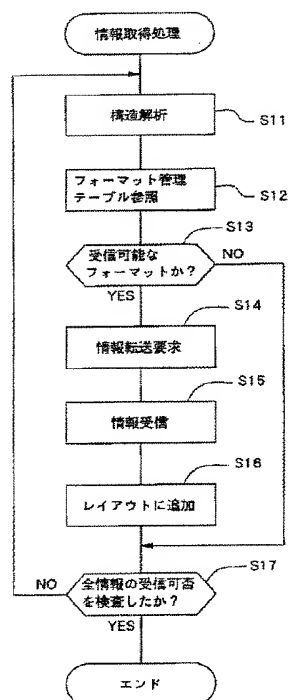 情報取得処理
構造解析
S11
フォーマット管理
テーブル参照
S12
S13
受信可能な
フォーマットか?
NO
YES
S14
情報転送要求
S15
情報受信
S16
レイアウトに追加
S17
NO
全情報の受信可否
を検査したか?
YES
エンド